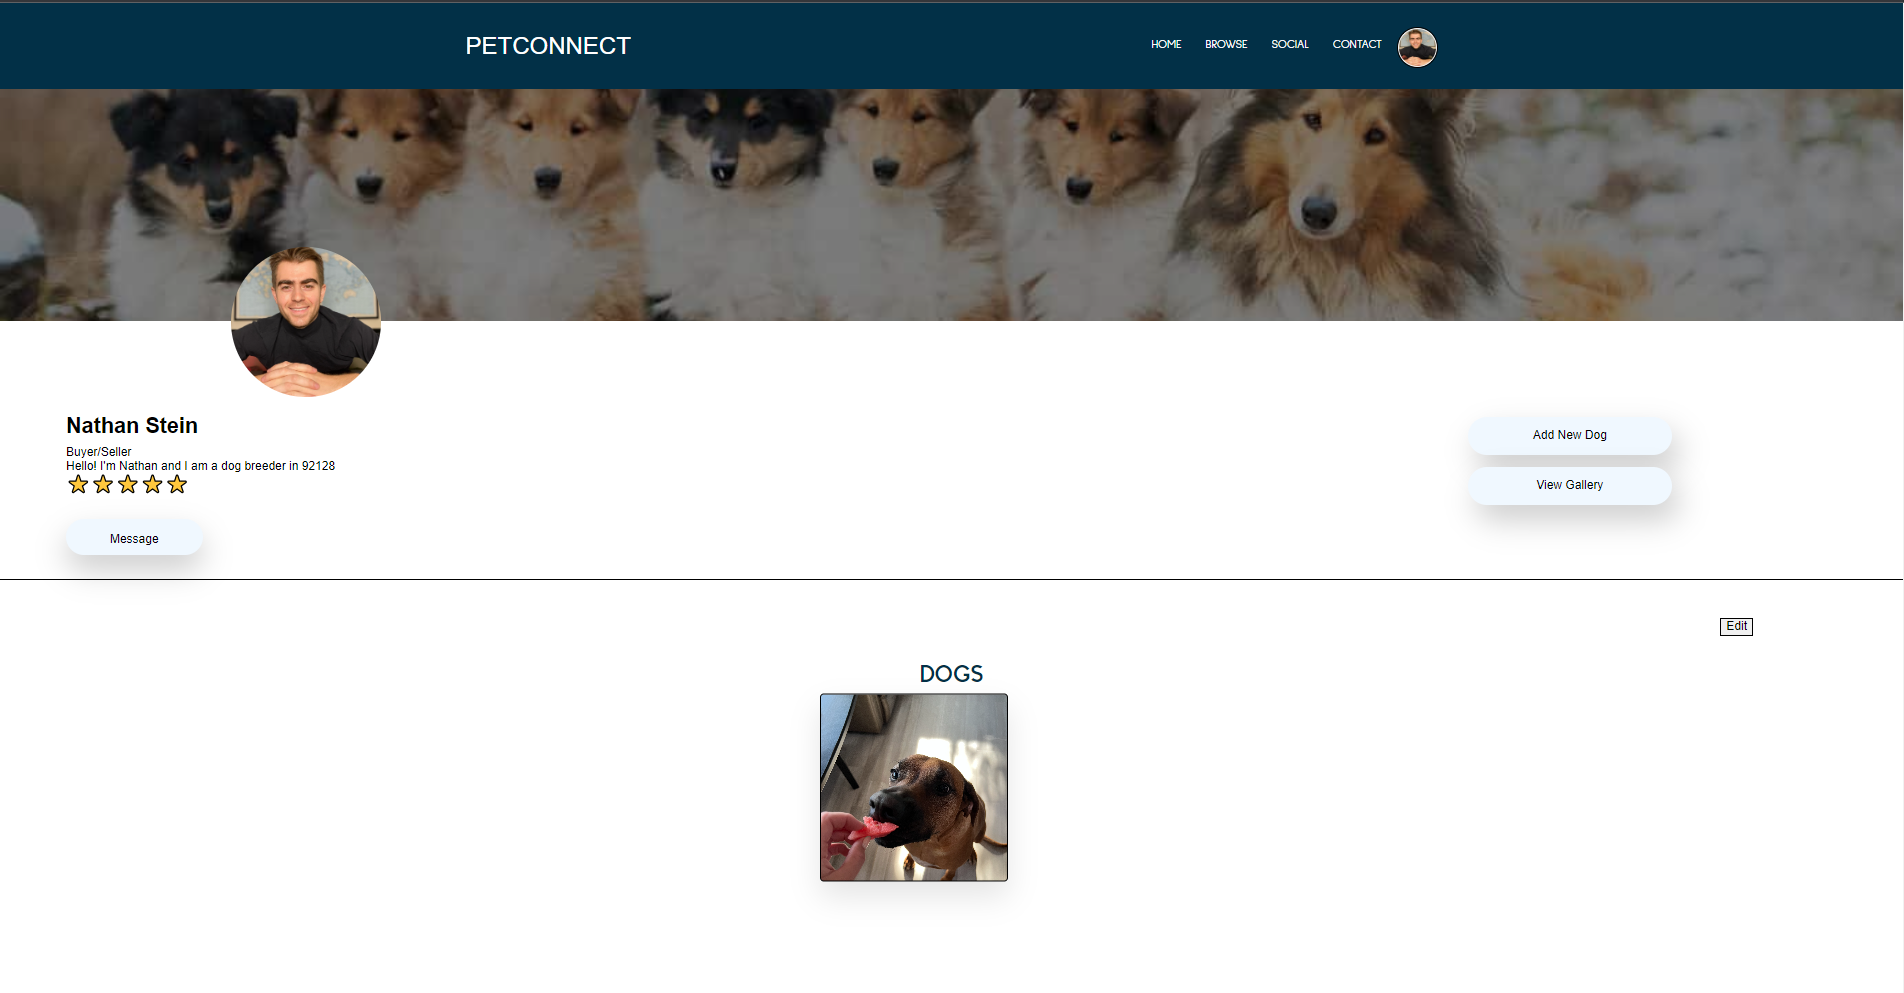 PETCONNECT
HOME BROWSE SOCIAL CONTACT
Nathan Stein
Buyer/Seller
Hello! I'm Nathan and I am a dog breeder in 92128
Message
Add New Dog
View Gallery
Edit
DOGS